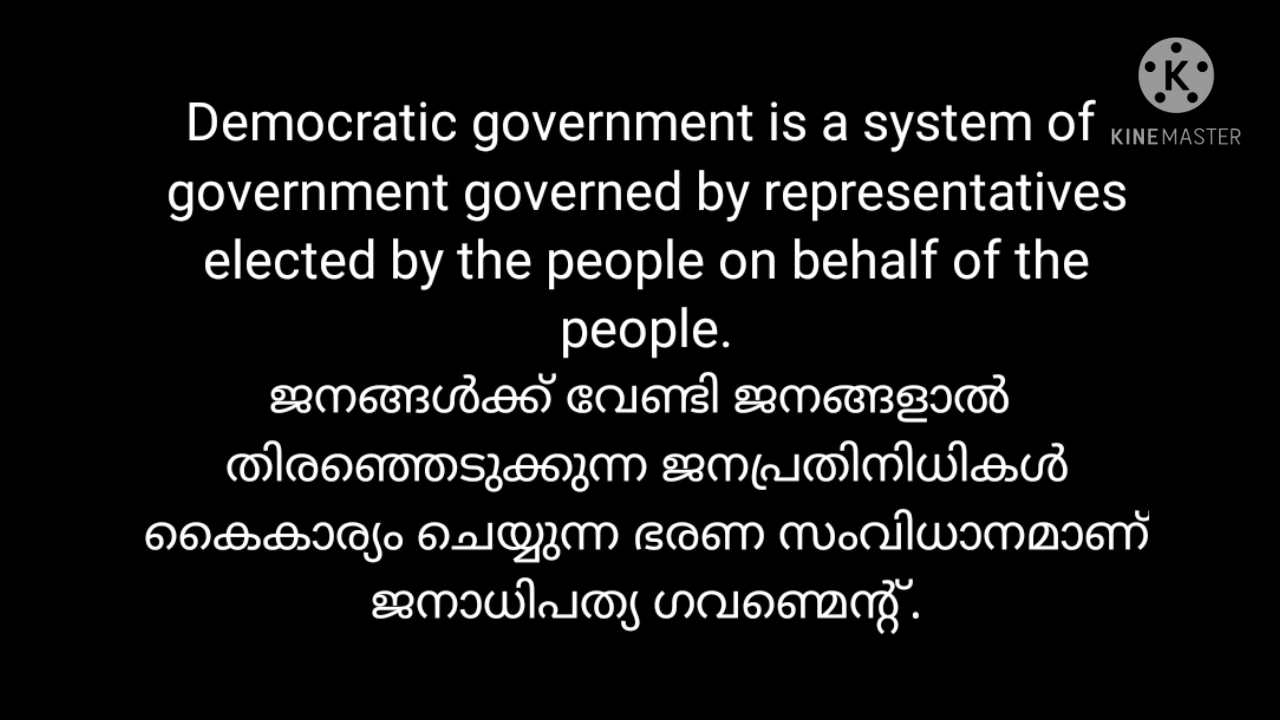 Democratic government is a system of
government governed by representatives
elected by the people on behalf of the
people.
ജനങ്ങൾക്ക് വേണ്ടി ജനങ്ങളാൽ
തിരഞ്ഞെടുക്കുന്ന ജനപ്രതിനിധികൾ
കൈകാര്യം ചെയ്യുന്ന ഭരണ സംവിധാനമാണ്
ജനാധിപത്യ ഗവണ്മെന്റ്.
K
KINEMASTER